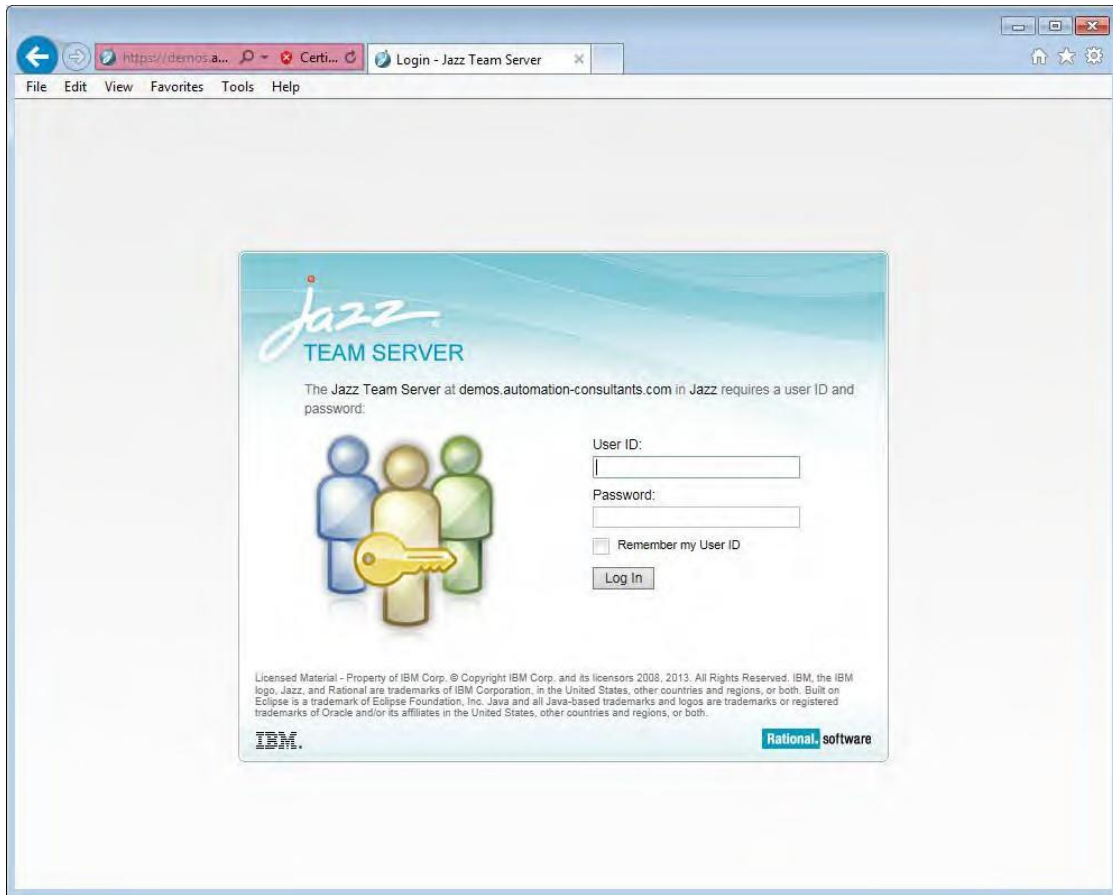 https://demos.a... Certi... Login - Jazz Team Server
File Edit View Favorites Tools Help
jazz
TEAM SERVER
The Jazz Team Server at demos.automation-consultants.com in Jazz requires a user ID and
password:
User ID:
Password:
Remember my User ID
Log In
Licensed Material - Property of IBM Corp. © Copyright IBM Corp. and its licensors 2008, 2013. All Rights Reserved. IBM, the IBM
logo, Jazz, and Rational are trademarks of IBM Corporation, in the United States, other countries and regions, or both. Built on
Eclipse is a trademark of Eclipse Foundation, Inc. Java and all Java-based trademarks and logos are trademarks or registered
trademarks of Oracle and/or its affiliates in the United States, other countries and regions, or both.
IBM. Rational. software